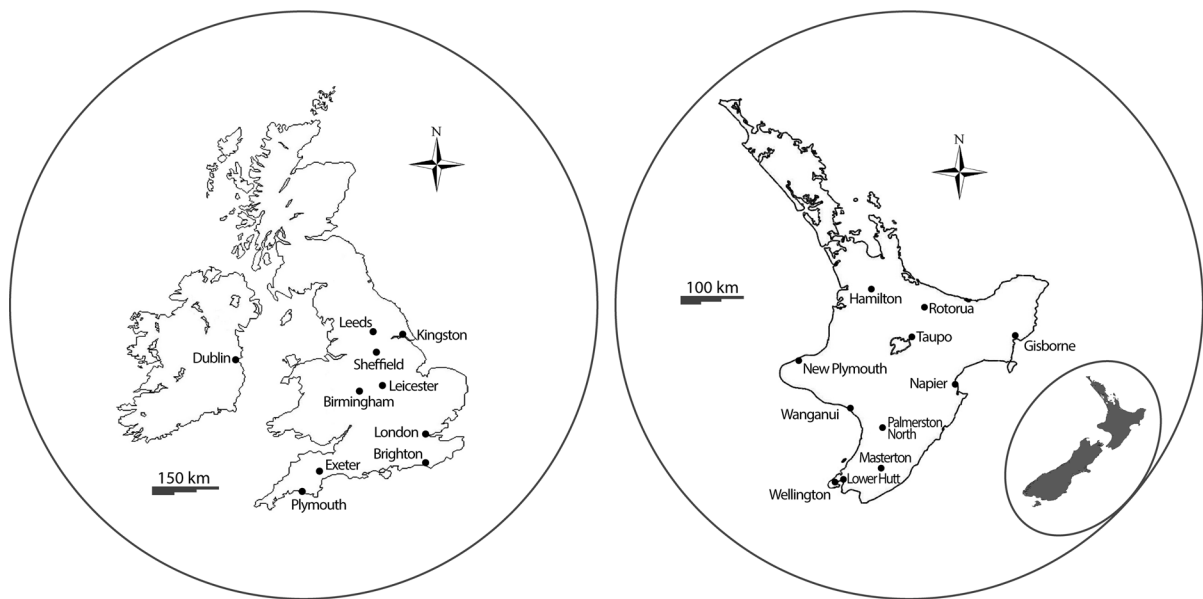 N
Leeds
Kingston
Sheffield
Dublin
Leicester
Birmingham
London
Brighton
Exeter
Plymouth
150 km
N
100 km
Hamilton
Rotorua
Taupo
Gisborne
New Plymouth
Napier
Wanganui
Palmerston
North
Masterton
Lower Hutt
Wellington